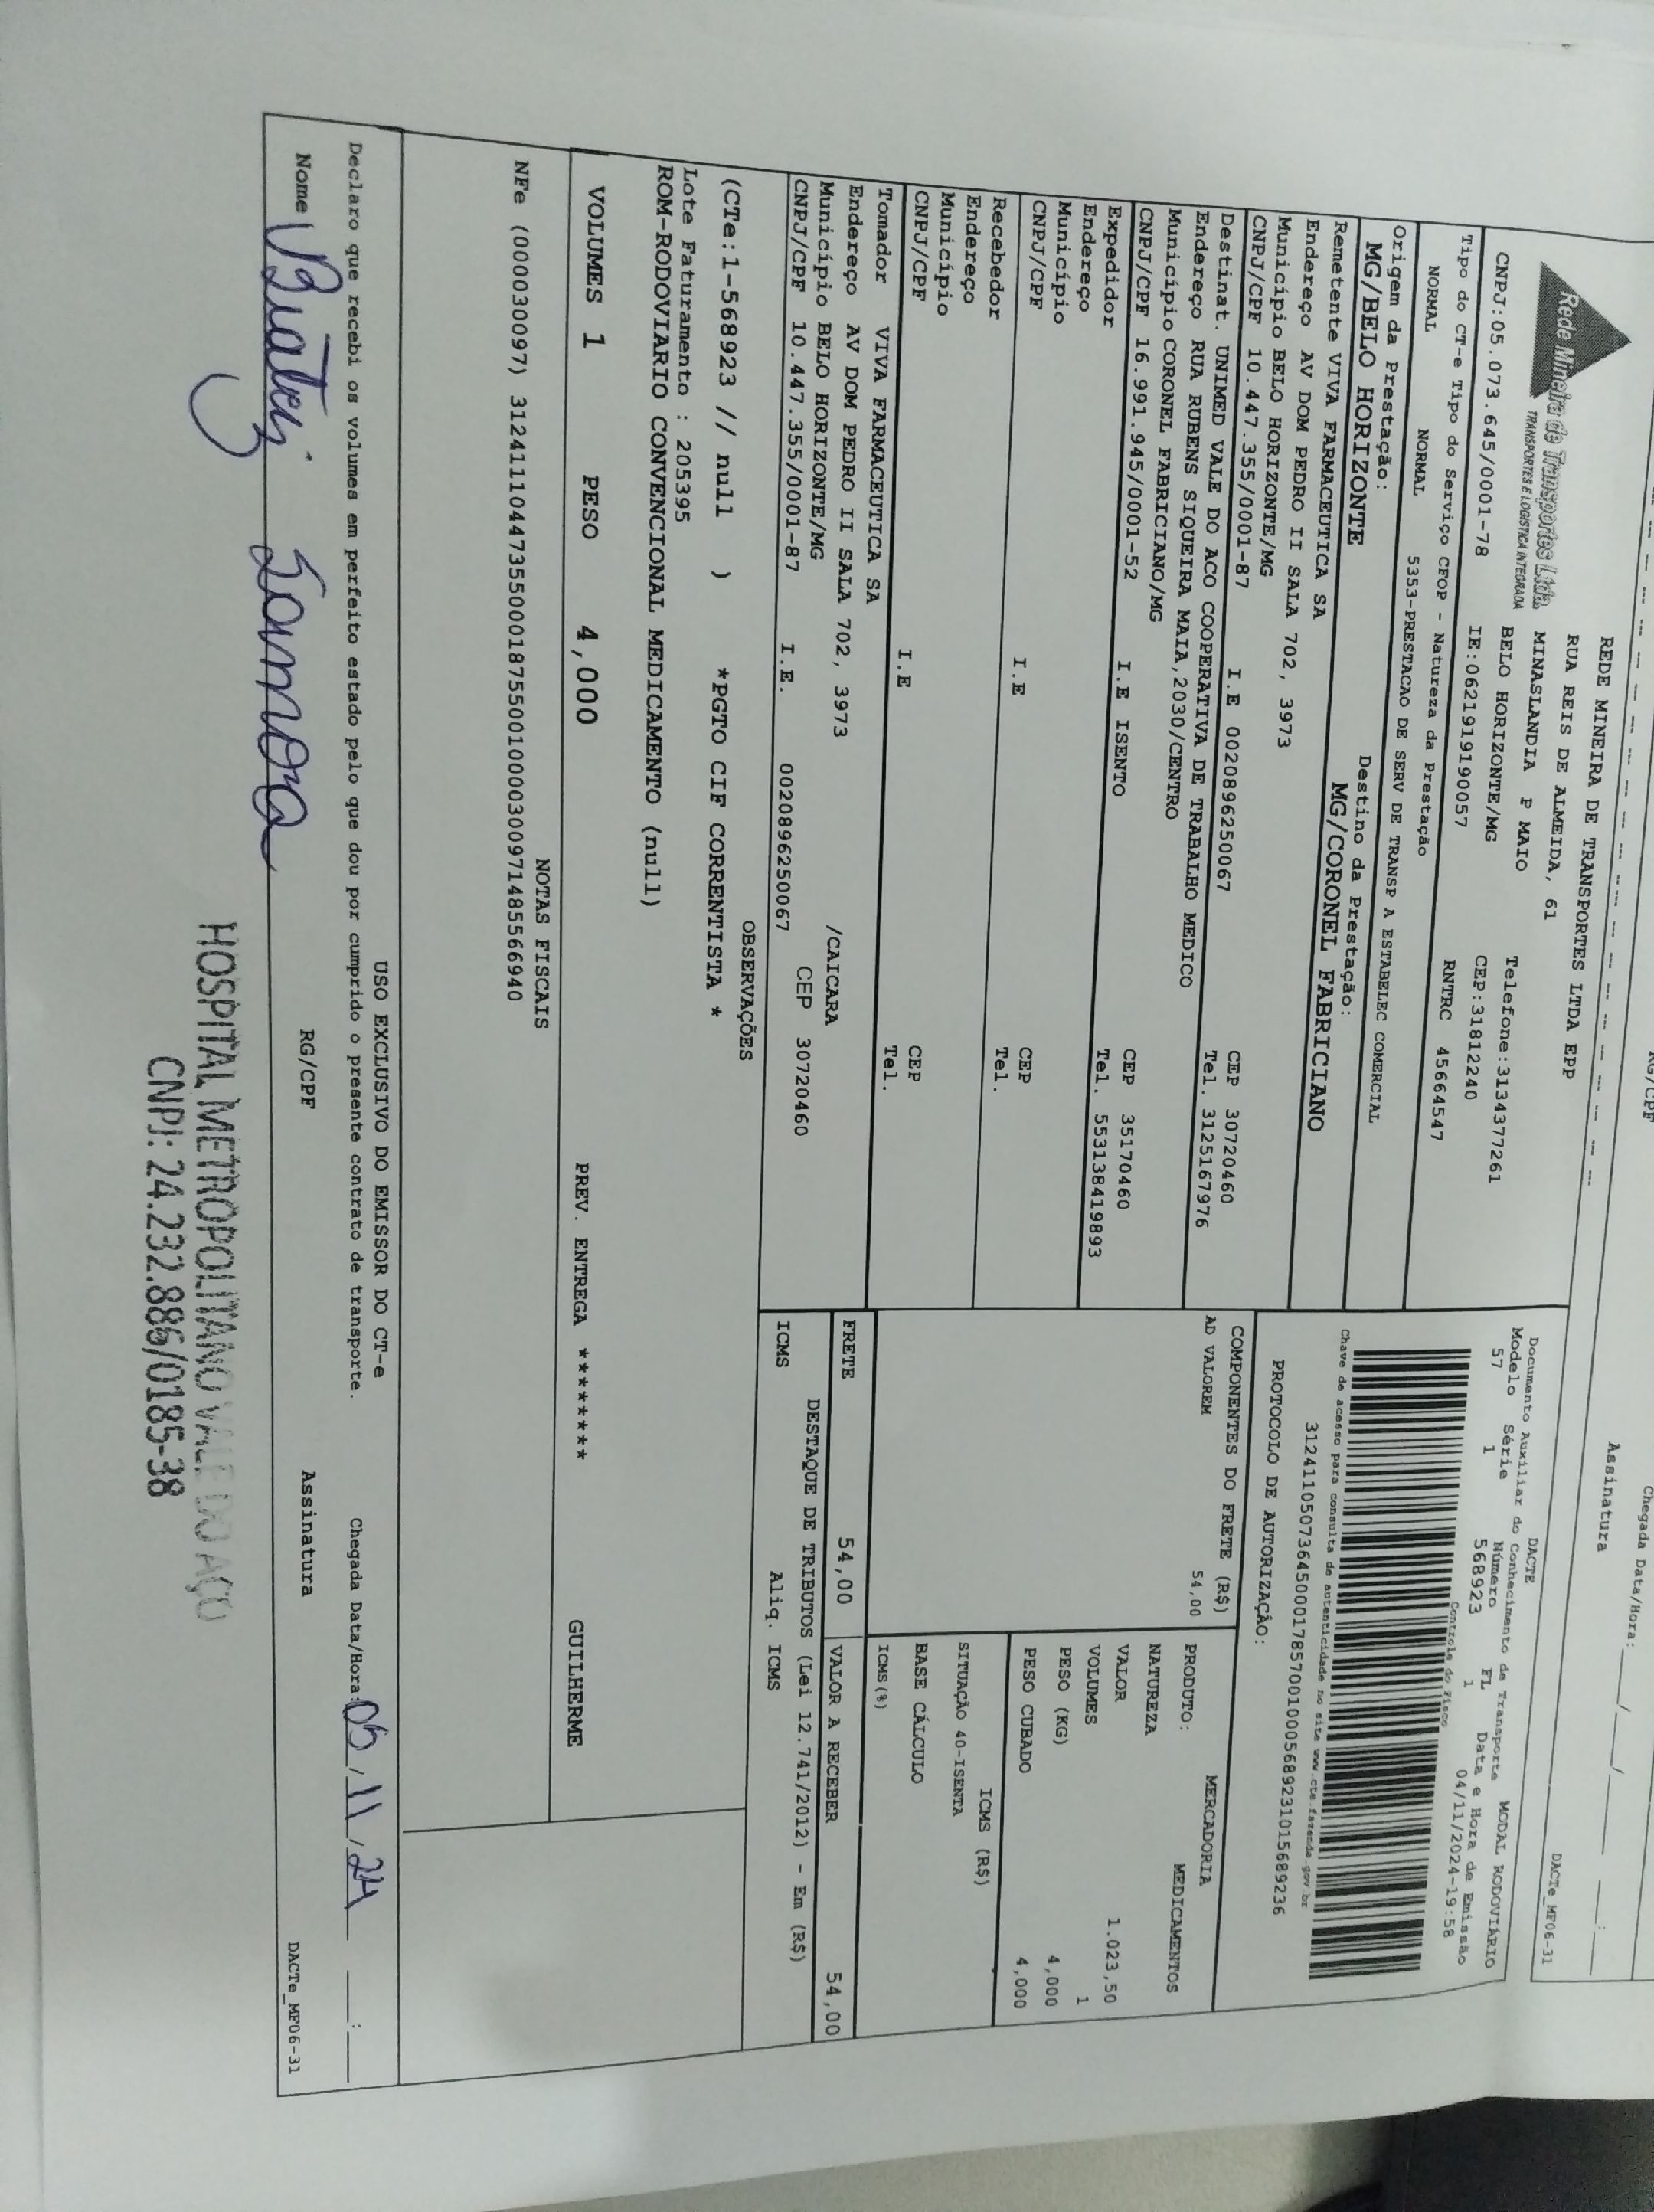 RG/CPF
Chegada Data/Hora: ___/___/___ ___:___
Assinatura
DACTe_MF06-31
Rede Mineira de Transportes Ltda.
TRANSPORTES E LOGÍSTICA INTEGRADA
REDE MINEIRA DE TRANSPORTES LTDA EPP
RUA REIS DE ALMEIDA, 61
MINASLANDIA P MAIO
BELO HORIZONTE/MG
Telefone:3134377261
CNPJ:05.073.645/0001-78 IE:0621919190057 CEP:31812240
Tipo do CT-e Tipo do Serviço CFOP - Natureza da Prestação RNTRC 45664547
NORMAL NORMAL 5353-PRESTACAO DE SERV DE TRANSP A ESTABELEC COMERCIAL
DACTE
Documento Auxiliar do Conhecimento de Transporte MODAL RODOVIÁRIO
Modelo Série Número FL Data e Hora de Emissão
57 1 568923 1 04/11/2024-19:58
Controle do Fisco
Chave de acesso para consulta de autenticidade no site www.cte.fazenda.gov.br
31241105073645000178570010005689231015689236
PROTOCOLO DE AUTORIZAÇÃO:
Origem da Prestação: Destino da Prestação:
MG/BELO HORIZONTE MG/CORONEL FABRICIANO
Remetente VIVA FARMACEUTICA SA
Endereço AV DOM PEDRO II SALA 702, 3973
Município BELO HORIZONTE/MG CEP 30720460
CNPJ/CPF 10.447.355/0001-87 I.E 0020896250067 Tel. 3125167976
Destinat. UNIMED VALE DO ACO COOPERATIVA DE TRABALHO MEDICO
Endereço RUA RUBENS SIQUEIRA MAIA,2030/CENTRO
Município CORONEL FABRICIANO/MG CEP 35170460
CNPJ/CPF 16.991.945/0001-52 I.E ISENTO Tel. 553138419893
Expedidor
Endereço
Município CEP
CNPJ/CPF I.E Tel.
Recebedor
Endereço
Município CEP
CNPJ/CPF I.E Tel.
Tomador VIVA FARMACEUTICA SA
Endereço AV DOM PEDRO II SALA 702, 3973 /CAICARA
Município BELO HORIZONTE/MG CEP 30720460
CNPJ/CPF 10.447.355/0001-87 I.E. 0020896250067
COMPONENTES DO FRETE (R$)
AD VALOREM 54,00
MERCADORIA
PRODUTO: MEDICAMENTOS
NATUREZA
VALOR 1.023,50
VOLUMES 1
PESO (KG) 4,000
PESO CUBADO 4,000
ICMS (R$)
SITUAÇÃO 40-ISENTA
BASE CÁLCULO
ICMS(%)
FRETE 54,00 VALOR A RECEBER 54,00
DESTAQUE DE TRIBUTOS (Lei 12.741/2012) - Em (R$)
ICMS Aliq. ICMS
OBSERVAÇÕES
(CTe:1-568923 // null ) *PGTO CIF CORRENTISTA *
Lote Faturamento : 205395
ROM-RODOVIARIO CONVENCIONAL MEDICAMENTO (null)
VOLUMES 1 PESO 4,000 PREV. ENTREGA ******** GUILHERME
NOTAS FISCAIS
NFe (000030097) 31241110447355000187550010000300971485566940
USO EXCLUSIVO DO EMISSOR DO CT-e
Declaro que recebi os volumes em perfeito estado pelo que dou por cumprido o presente contrato de transporte. Chegada Data/Hora: 05/11/24 ___:___
Nome RG/CPF Assinatura
DACTe_MF06-31
HOSPITAL METROPOLITANO VALE DO AÇO
CNPJ: 24.232.886/0185-38